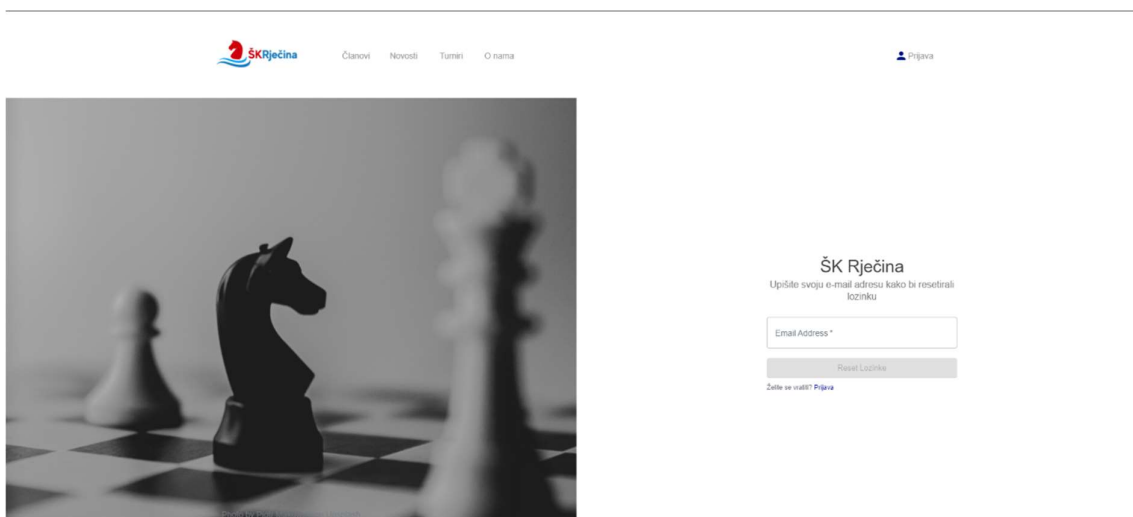 ŠKRječina
Članovi Novosti Turniri O nama
Prijava
ŠK Rječina
Upišite svoju e-mail adresu kako bi resetirali
lozinku
Email Address *
Reset Lozinke
Želite se vratiti? Prijava